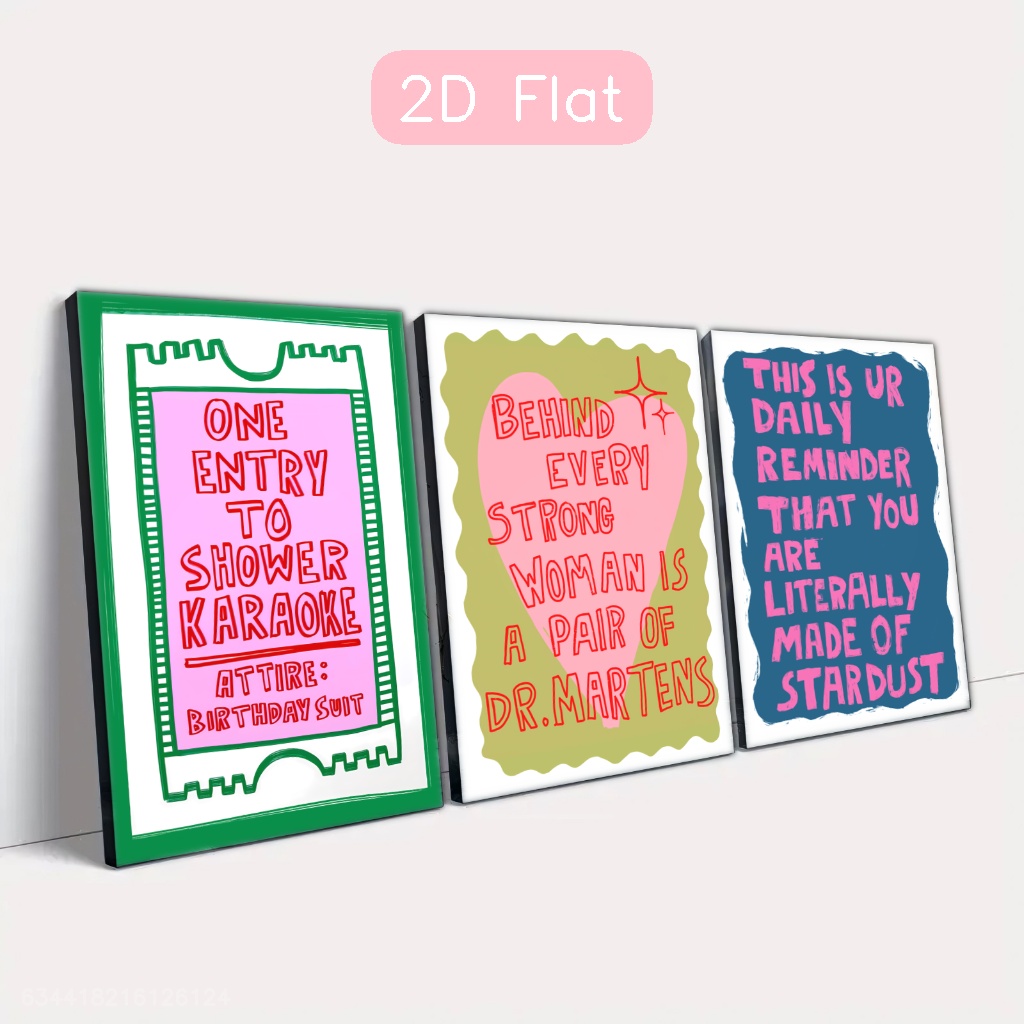 2D Flat
ONE
ENTRY
TO
SHOWER
KARAOKE
ATTIRE:
BIRTHDAY SUIT
BEHIND
EVERY
STRONG
WOMAN IS
A PAIR OF
DR. MARTENS
THIS IS UR
DAILY
REMINDER
THAT YOU
ARE
LITERALLY
MADE OF
STARDUST